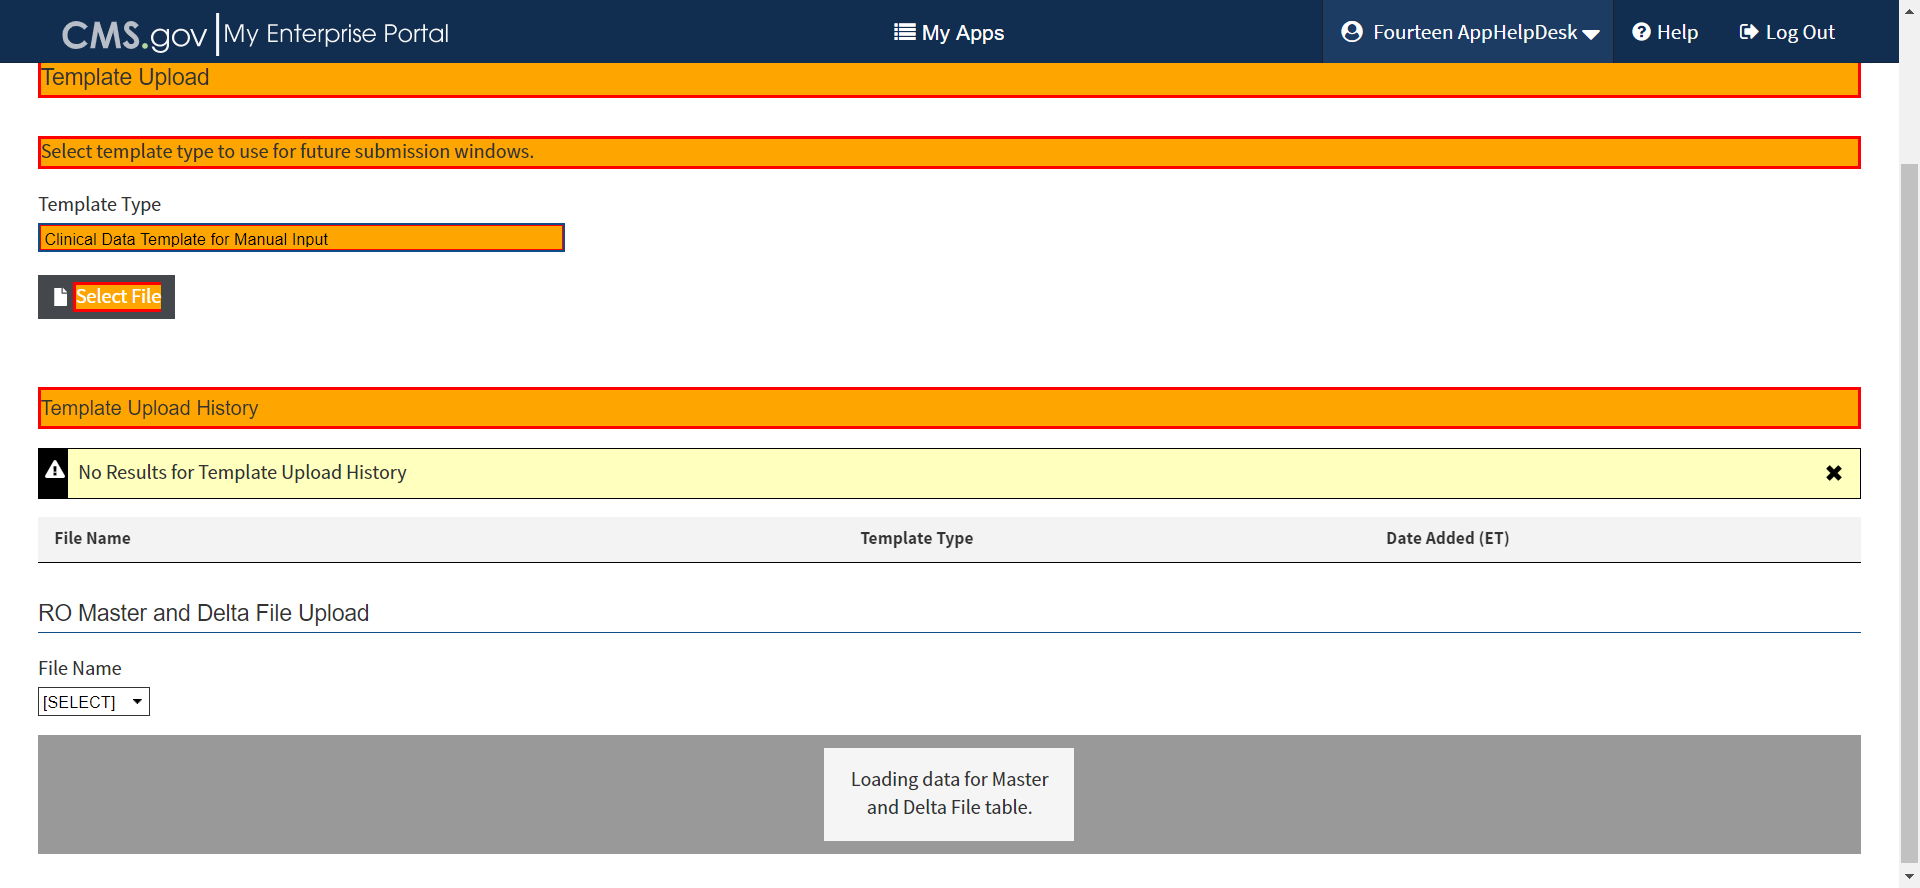 CMS.gov My Enterprise Portal My Apps Fourteen AppHelpDesk Help Log Out
Template Upload
Select template type to use for future submission windows.
Template Type
Clinical Data Template for Manual Input
Select File
Template Upload History
No Results for Template Upload History
File Name Template Type Date Added (ET)
RO Master and Delta File Upload
File Name
[SELECT]
Loading data for Master
and Delta File table.